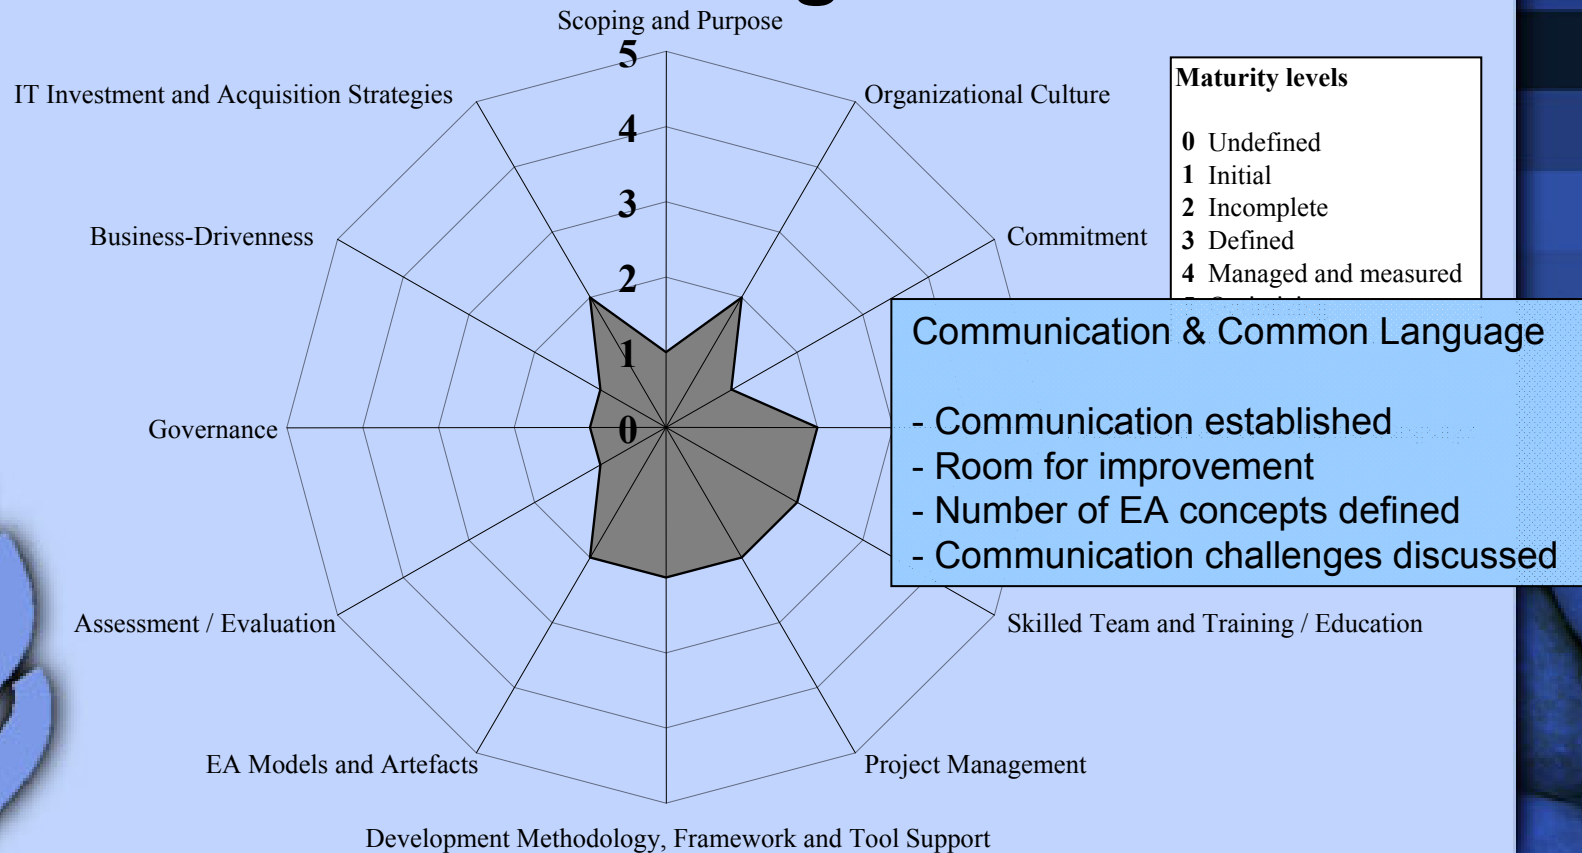 Scoping and Purpose
5
IT Investment and Acquisition Strategies
Organizational Culture
4
3
Business-Drivenness
Commitment
2
1
Governance
0
Assessment / Evaluation
Skilled Team and Training / Education
EA Models and Artefacts
Project Management
Development Methodology, Framework and Tool Support
Maturity levels
0 Undefined
1 Initial
2 Incomplete
3 Defined
4 Managed and measured
Communication & Common Language
- Communication established
- Room for improvement
- Number of EA concepts defined
- Communication challenges discussed